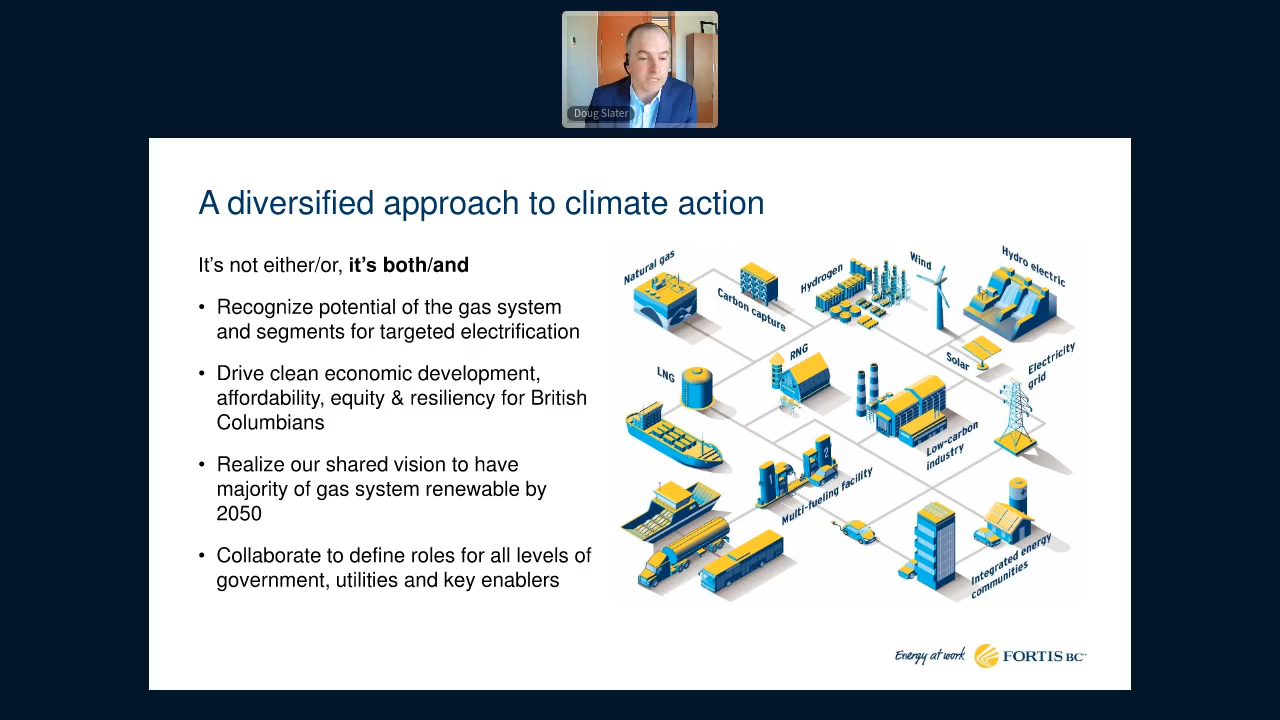 Doug Slater
A diversified approach to climate action
It's not either/or, it's both/and
• Recognize potential of the gas system
and segments for targeted electrification
• Drive clean economic development,
affordability, equity & resiliency for British
Columbians
• Realize our shared vision to have
majority of gas system renewable by
2050
• Collaborate to define roles for all levels of
government, utilities and key enablers
Natural gas
Carbon capture
Hydrogen
Wind
Hydro electric
LNG
RNG
Solar
Electricity
grid
Low-carbon
industry
Multi-fueling facility
2
Integrated energy
communities
Energy at work
FORTIS BC